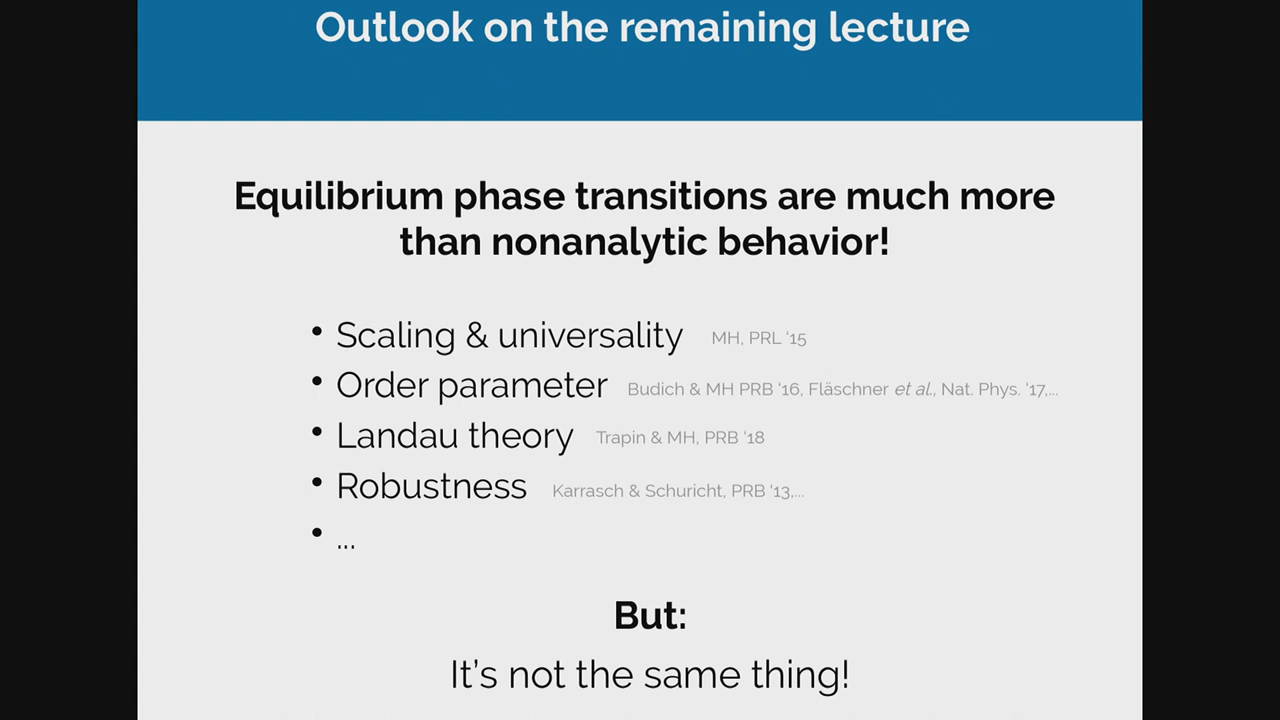 Outlook on the remaining lecture
Equilibrium phase transitions are much more
than nonanalytic behavior!
• Scaling & universality MH, PRL ‘15
• Order parameter Budich & MH PRB ‘16, Fläschner et al., Nat. Phys. ‘17,...
• Landau theory Trapin & MH, PRB ‘18
• Robustness Karrasch & Schuricht, PRB ‘13,...
• ...
But:
It’s not the same thing!